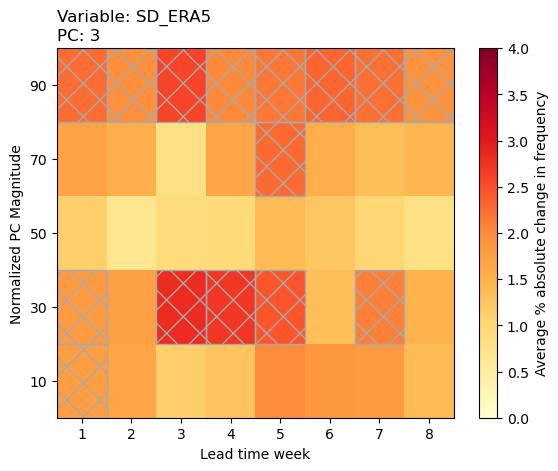 Variable: SD_ERA5
PC: 3
4.0
3.5
3.0
2.5
2.0
1.5
1.0
0.5
0.0
Average % absolute change in frequency
90
70
50
30
10
Normalized PC Magnitude
1 2 3 4 5 6 7 8
Lead time week